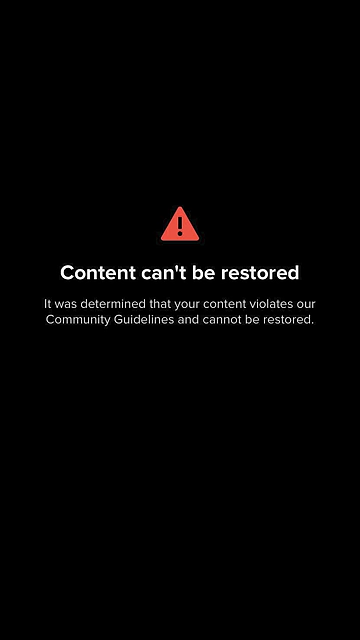 Content can't be restored
It was determined that your content violates our
Community Guidelines and cannot be restored.